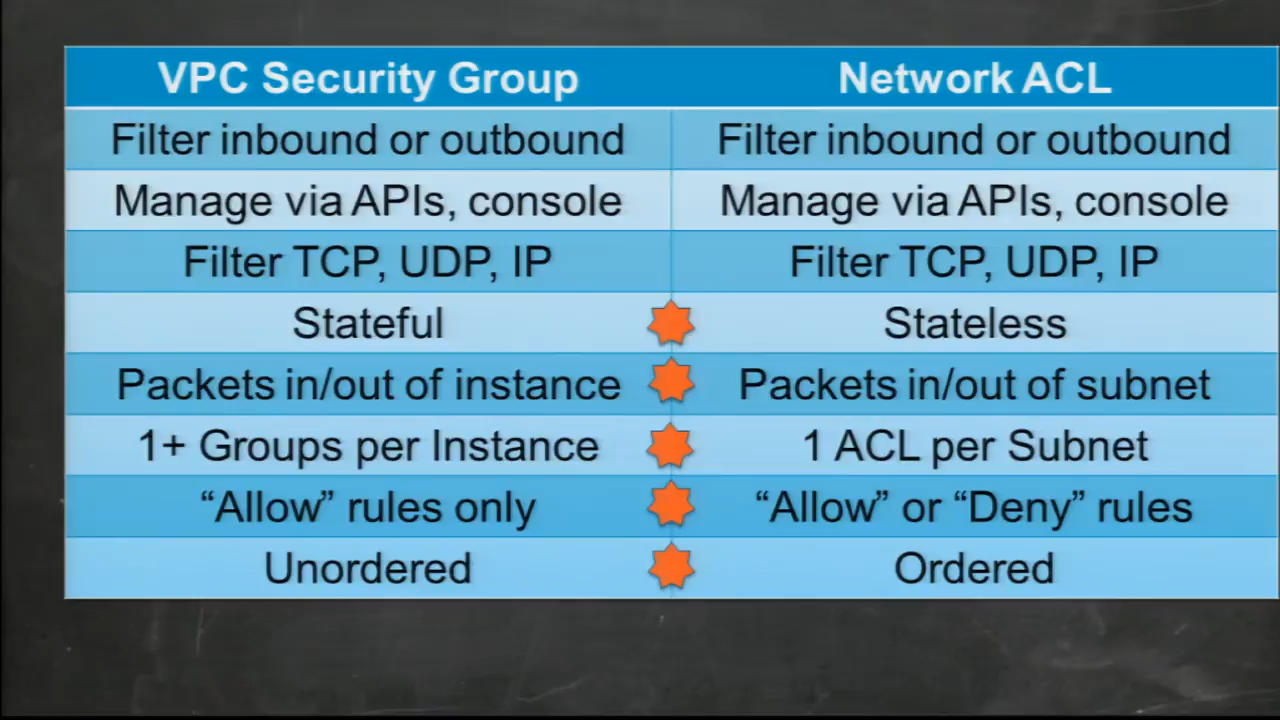 VPC Security Group Network ACL
Filter inbound or outbound Filter inbound or outbound
Manage via APIs, console Manage via APIs, console
Filter TCP, UDP, IP Filter TCP, UDP, IP
Stateful Stateless
Packets in/out of instance Packets in/out of subnet
1+ Groups per Instance 1 ACL per Subnet
“Allow” rules only “Allow” or “Deny” rules
Unordered Ordered